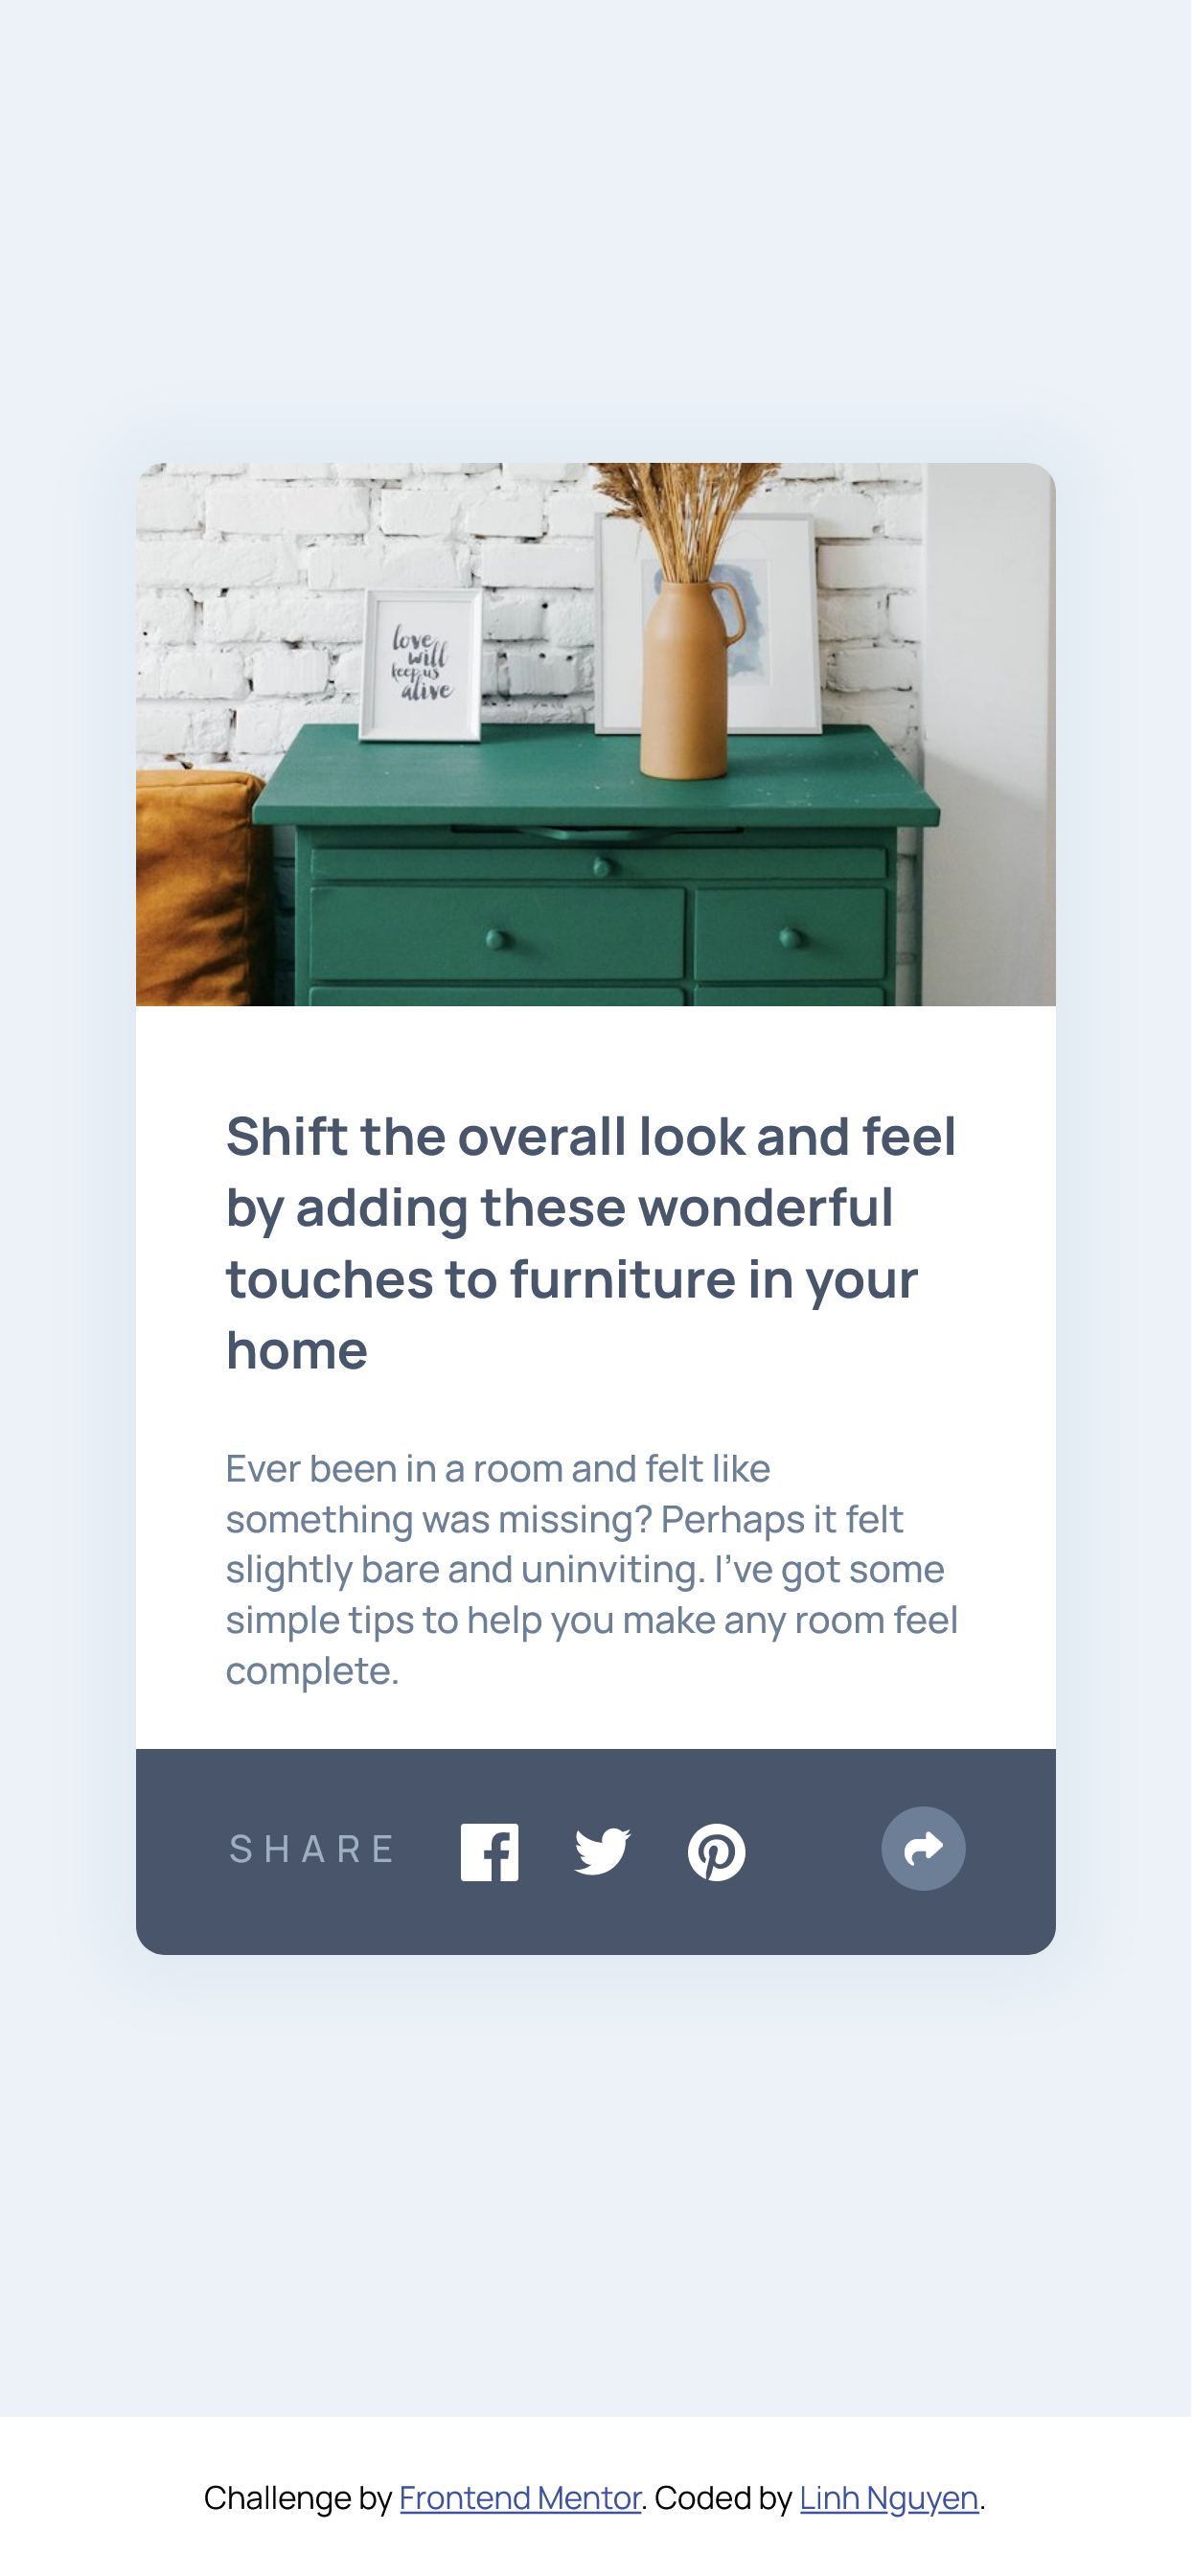 love
will
keep us
alive
Shift the overall look and feel
by adding these wonderful
touches to furniture in your
home
Ever been in a room and felt like
something was missing? Perhaps it felt
slightly bare and uninviting. I’ve got some
simple tips to help you make any room feel
complete.
SHARE
Challenge by Frontend Mentor. Coded by Linh Nguyen.